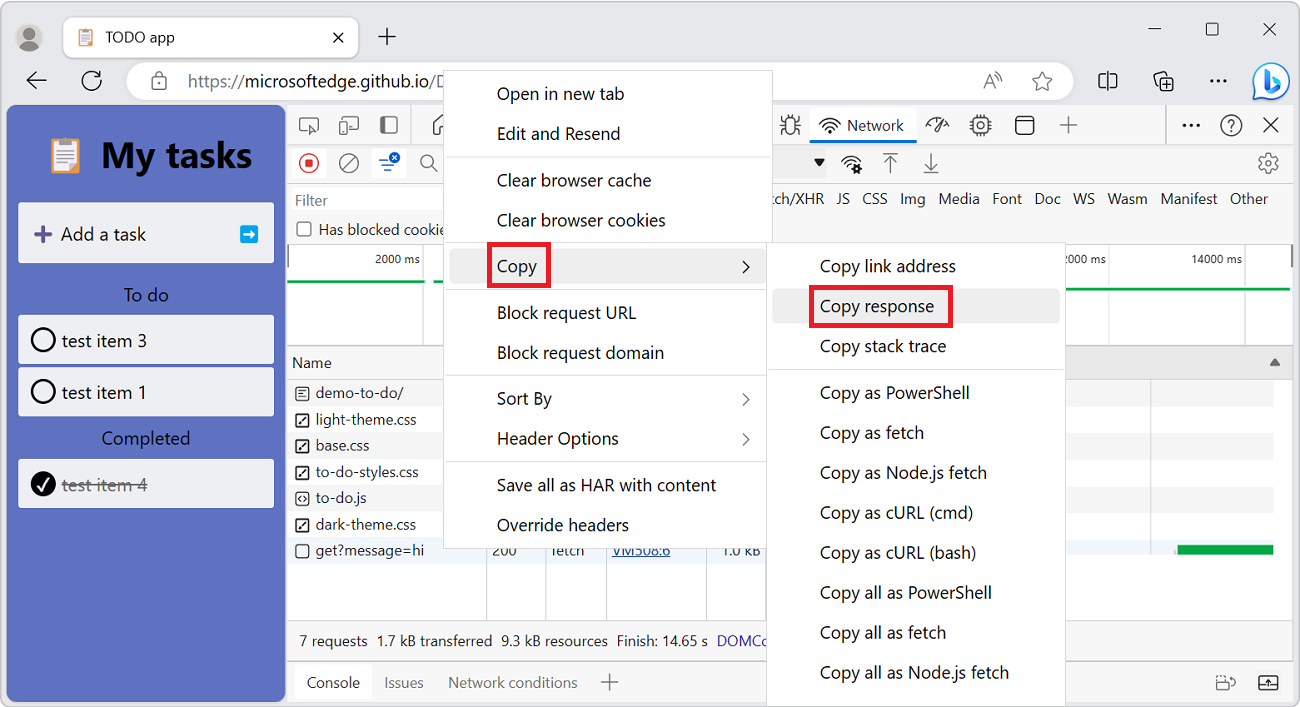 TODO app
https://microsoftedge.github.io/
My tasks
Add a task
To do
test item 3
test item 1
Completed
test item 4
Open in new tab
Edit and Resend
Clear browser cache
Clear browser cookies
Copy
Block request URL
Block request domain
Sort By
Header Options
Save all as HAR with content
Override headers
Copy link address
Copy response
Copy stack trace
Copy as PowerShell
Copy as fetch
Copy as Node.js fetch
Copy as cURL (cmd)
Copy as cURL (bash)
Copy all as PowerShell
Copy all as fetch
Copy all as Node.js fetch
Network
Filter
ch/XHR JS CSS Img Media Font Doc WS Wasm Manifest Other
Has blocked cookie
2000 ms 2000 ms 14000 ms
Name
demo-to-do/
light-theme.css
base.css
to-do-styles.css
to-do.js
dark-theme.css
get?message=hi 200 fetch VM508:6 1.0 kB
7 requests 1.7 kB transferred 9.3 kB resources Finish: 14.65 s DOMCo
Console Issues Network conditions